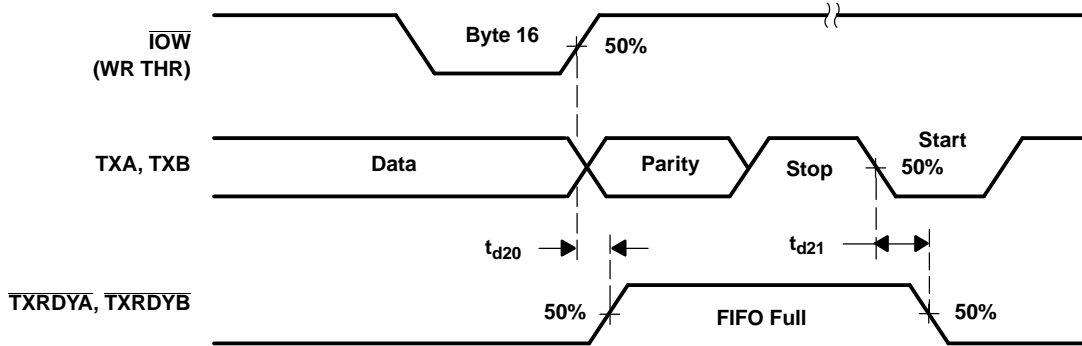 IOW
(WR THR)
Byte 16
50%
TXA, TXB
Data
Parity
Stop
Start
50%
td20
td21
TXRDYA, TXRDYB
50%
FIFO Full
50%